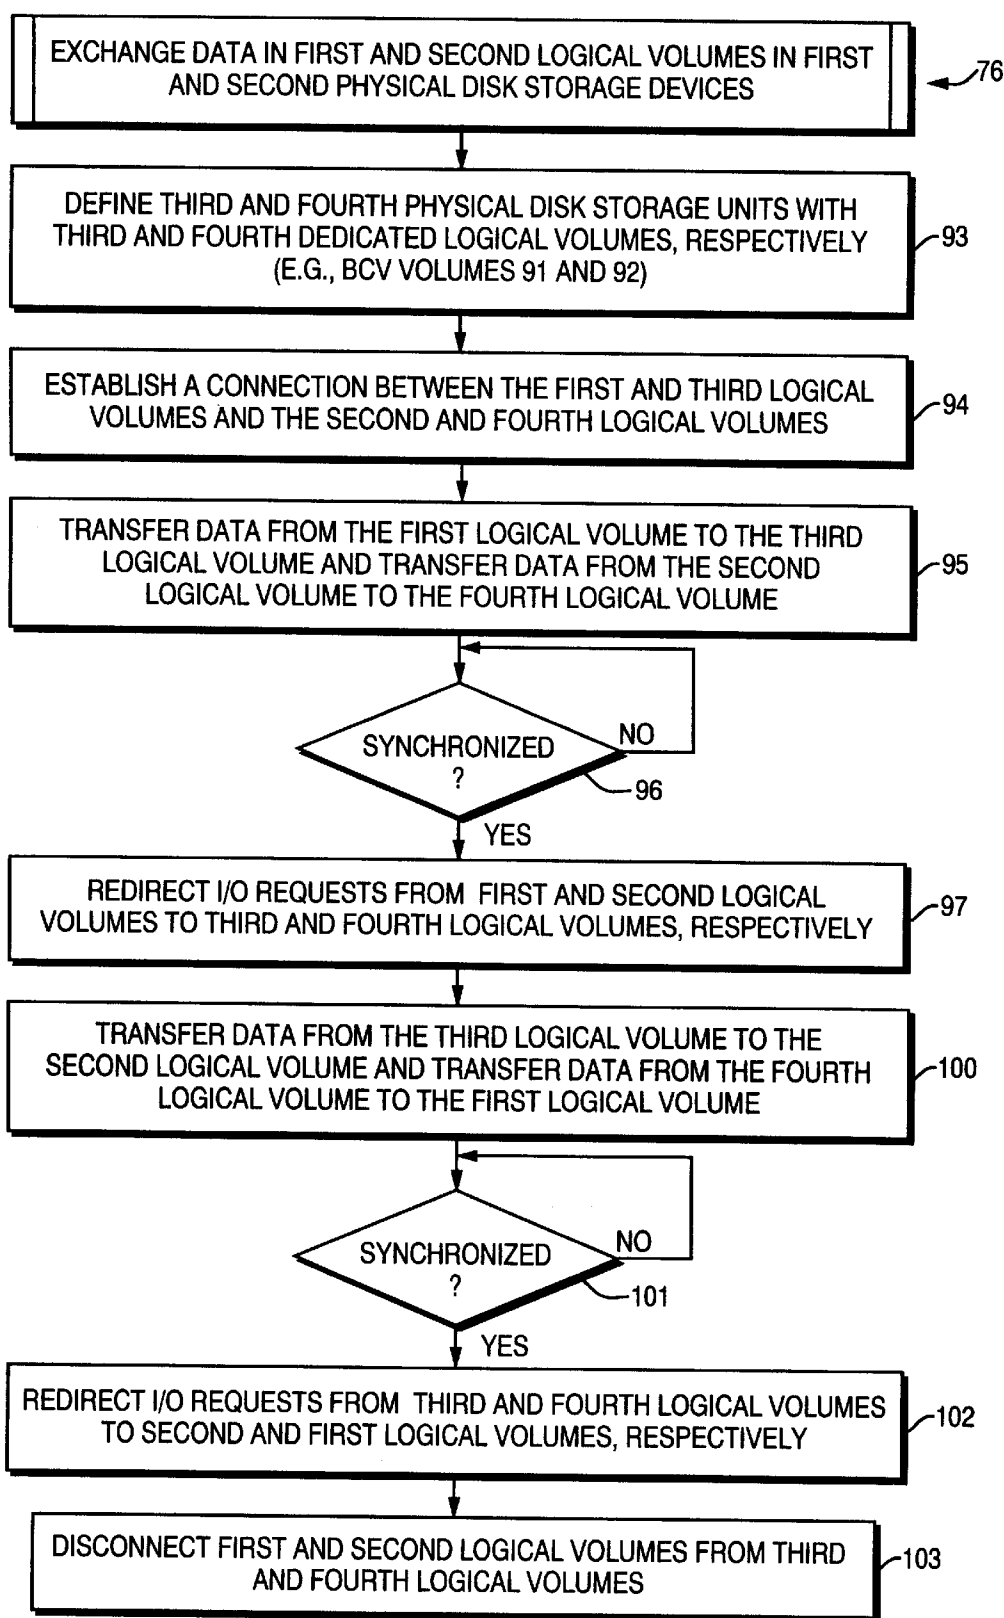 EXCHANGE DATA IN FIRST AND SECOND LOGICAL VOLUMES IN FIRST
AND SECOND PHYSICAL DISK STORAGE DEVICES
76
DEFINE THIRD AND FOURTH PHYSICAL DISK STORAGE UNITS WITH
THIRD AND FOURTH DEDICATED LOGICAL VOLUMES, RESPECTIVELY
(E.G., BCV VOLUMES 91 AND 92)
93
ESTABLISH A CONNECTION BETWEEN THE FIRST AND THIRD LOGICAL
VOLUMES AND THE SECOND AND FOURTH LOGICAL VOLUMES
94
TRANSFER DATA FROM THE FIRST LOGICAL VOLUME TO THE THIRD
LOGICAL VOLUME AND TRANSFER DATA FROM THE SECOND
LOGICAL VOLUME TO THE FOURTH LOGICAL VOLUME
95
SYNCHRONIZED
?
NO
96
YES
REDIRECT I/O REQUESTS FROM FIRST AND SECOND LOGICAL
VOLUMES TO THIRD AND FOURTH LOGICAL VOLUMES, RESPECTIVELY
97
TRANSFER DATA FROM THE THIRD LOGICAL VOLUME TO THE
SECOND LOGICAL VOLUME AND TRANSFER DATA FROM THE FOURTH
LOGICAL VOLUME TO THE FIRST LOGICAL VOLUME
100
SYNCHRONIZED
?
NO
101
YES
REDIRECT I/O REQUESTS FROM THIRD AND FOURTH LOGICAL VOLUMES
TO SECOND AND FIRST LOGICAL VOLUMES, RESPECTIVELY
102
DISCONNECT FIRST AND SECOND LOGICAL VOLUMES FROM THIRD
AND FOURTH LOGICAL VOLUMES
103